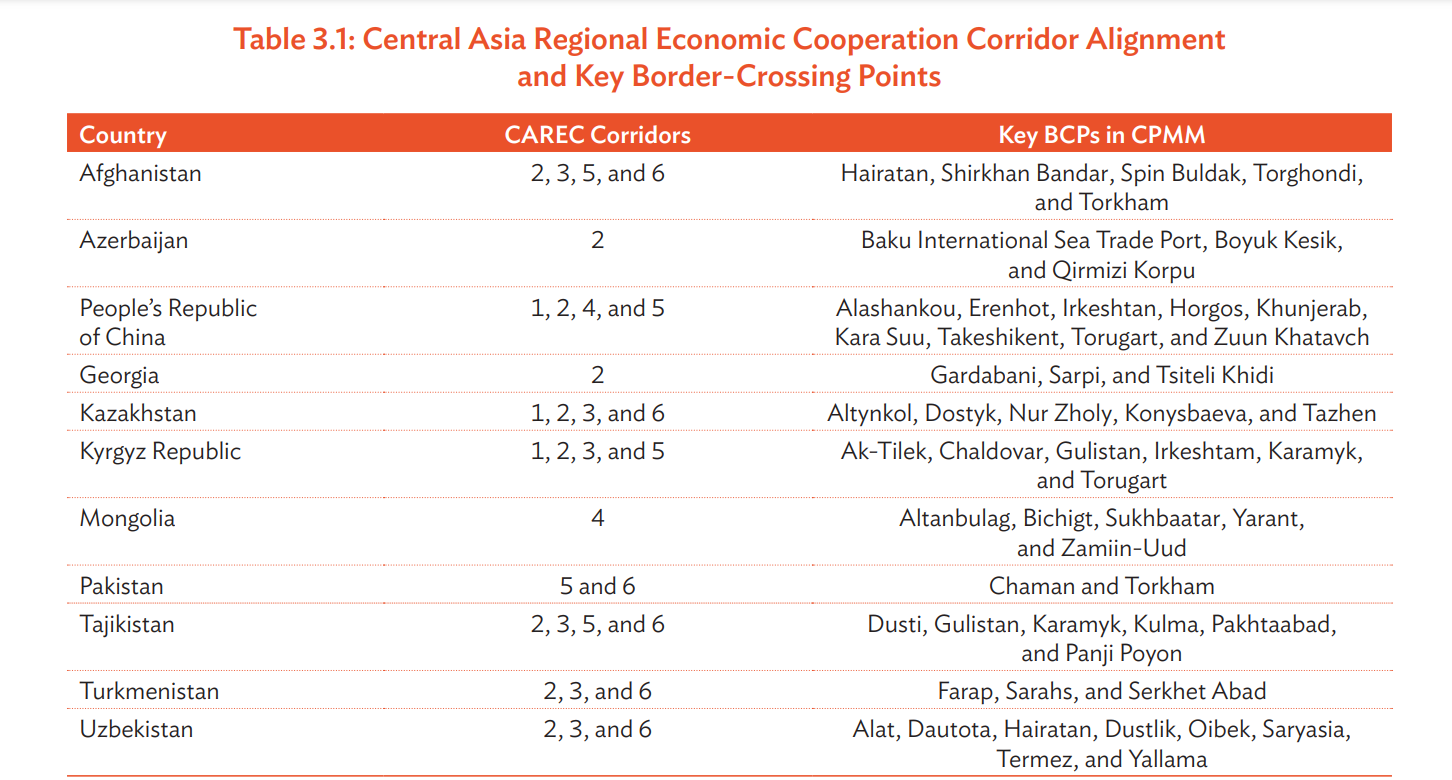 Table 3.1: Central Asia Regional Economic Cooperation Corridor Alignment
and Key Border-Crossing Points
Country CAREC Corridors Key BCPs in CPMM
Afghanistan 2, 3, 5, and 6 Hairatan, Shirkhan Bandar, Spin Buldak, Torghondi,
and Torkham
Azerbaijan 2 Baku International Sea Trade Port, Boyuk Kesik,
and Qirmizi Korpu
People’s Republic 1, 2, 4, and 5 Alashankou, Erenhot, Irkeshtan, Horgos, Khunjerab,
of China Kara Suu, Takeshikent, Torugart, and Zuun Khatavch
Georgia 2 Gardabani, Sarpi, and Tsiteli Khidi
Kazakhstan 1, 2, 3, and 6 Altynkol, Dostyk, Nur Zholy, Konysbaeva, and Tazhen
Kyrgyz Republic 1, 2, 3, and 5 Ak-Tilek, Chaldovar, Gulistan, Irkeshtam, Karamyk,
and Torugart
Mongolia 4 Altanbulag, Bichigt, Sukhbaatar, Yarant,
and Zamiin-Uud
Pakistan 5 and 6 Chaman and Torkham
Tajikistan 2, 3, 5, and 6 Dusti, Gulistan, Karamyk, Kulma, Pakhtaabad,
and Panji Poyon
Turkmenistan 2, 3, and 6 Farap, Sarahs, and Serkhet Abad
Uzbekistan 2, 3, and 6 Alat, Dautota, Hairatan, Dustlik, Oibek, Saryasia,
Termez, and Yallama